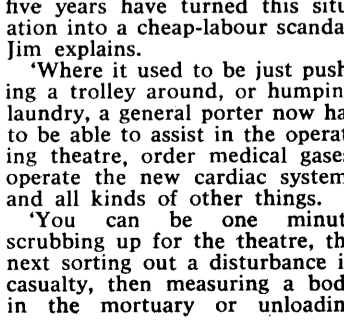 five years have turned this situ
ation into a cheap-labour scanda
Jim explains.
'Where it used to be just push
ing a trolley around, or humpin
laundry, a general porter now ha
to be able to assist in the operat
ing theatre, order medical gase
operate the new cardiac system
and all kinds of other things.
'You can be one minut
scrubbing up for the theatre, th
next sorting out a disturbance i
casualty, then measuring a bod
in the mortuary or unloadin